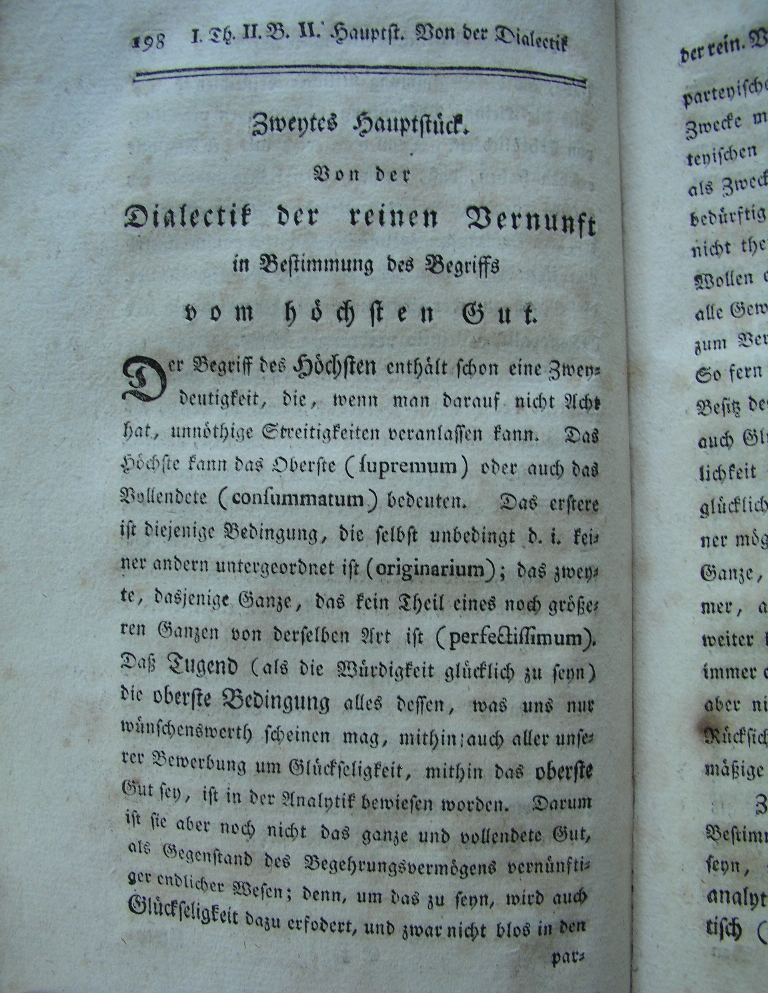 198 I. Th. II. B. II. Hauptst. Von der Dialectik
Zweytes Hauptstück.
Von der
Dialectik der reinen Vernunft
in Bestimmung des Begriffs
vom höchsten Gut.
Der Begriff des Höchsten enthält schon eine Zwey-
deutigkeit, die, wenn man darauf nicht Acht
hat, unnöthige Streitigkeiten veranlassen kann. Das
Höchste kann das Oberste (supremum) oder auch das
Vollendete (consummatum) bedeuten. Das erstere
ist diejenige Bedingung, die selbst unbedingt d. i. kei-
ner andern untergeordnet ist (originarium); das zwey-
te, dasjenige Ganze, das kein Theil eines noch größe-
ren Ganzen von derselben Art ist (perfectissimum).
Daß Tugend (als die Würdigkeit glücklich zu seyn)
die oberste Bedingung alles dessen, was uns nur
wünschenswerth scheinen mag, mithin auch aller unse-
rer Bewerbung um Glückseligkeit, mithin das oberste
Gut sey, ist in der Analytik bewiesen worden. Darum
ist sie aber noch nicht das ganze und vollendete Gut,
als Gegenstand des Begehrungsvermögens vernünfti-
ger endlicher Wesen; denn, um das zu seyn, wird auch
Glückseligkeit dazu erfodert, und zwar nicht blos in den
par-
der rein.
parteyische
Zwecke
teyischen
als Zweck
bedürftig
nicht the
Wollen
alle Gew
zum Ver
So fern
Besitz de
auch Gl
lichkeit
glücklich
ner mög
Ganze,
mer, a
weiter
immer
aber ni
Rücksich
mäßige
Z
Bestimm
seyn,
analyt
tisch (